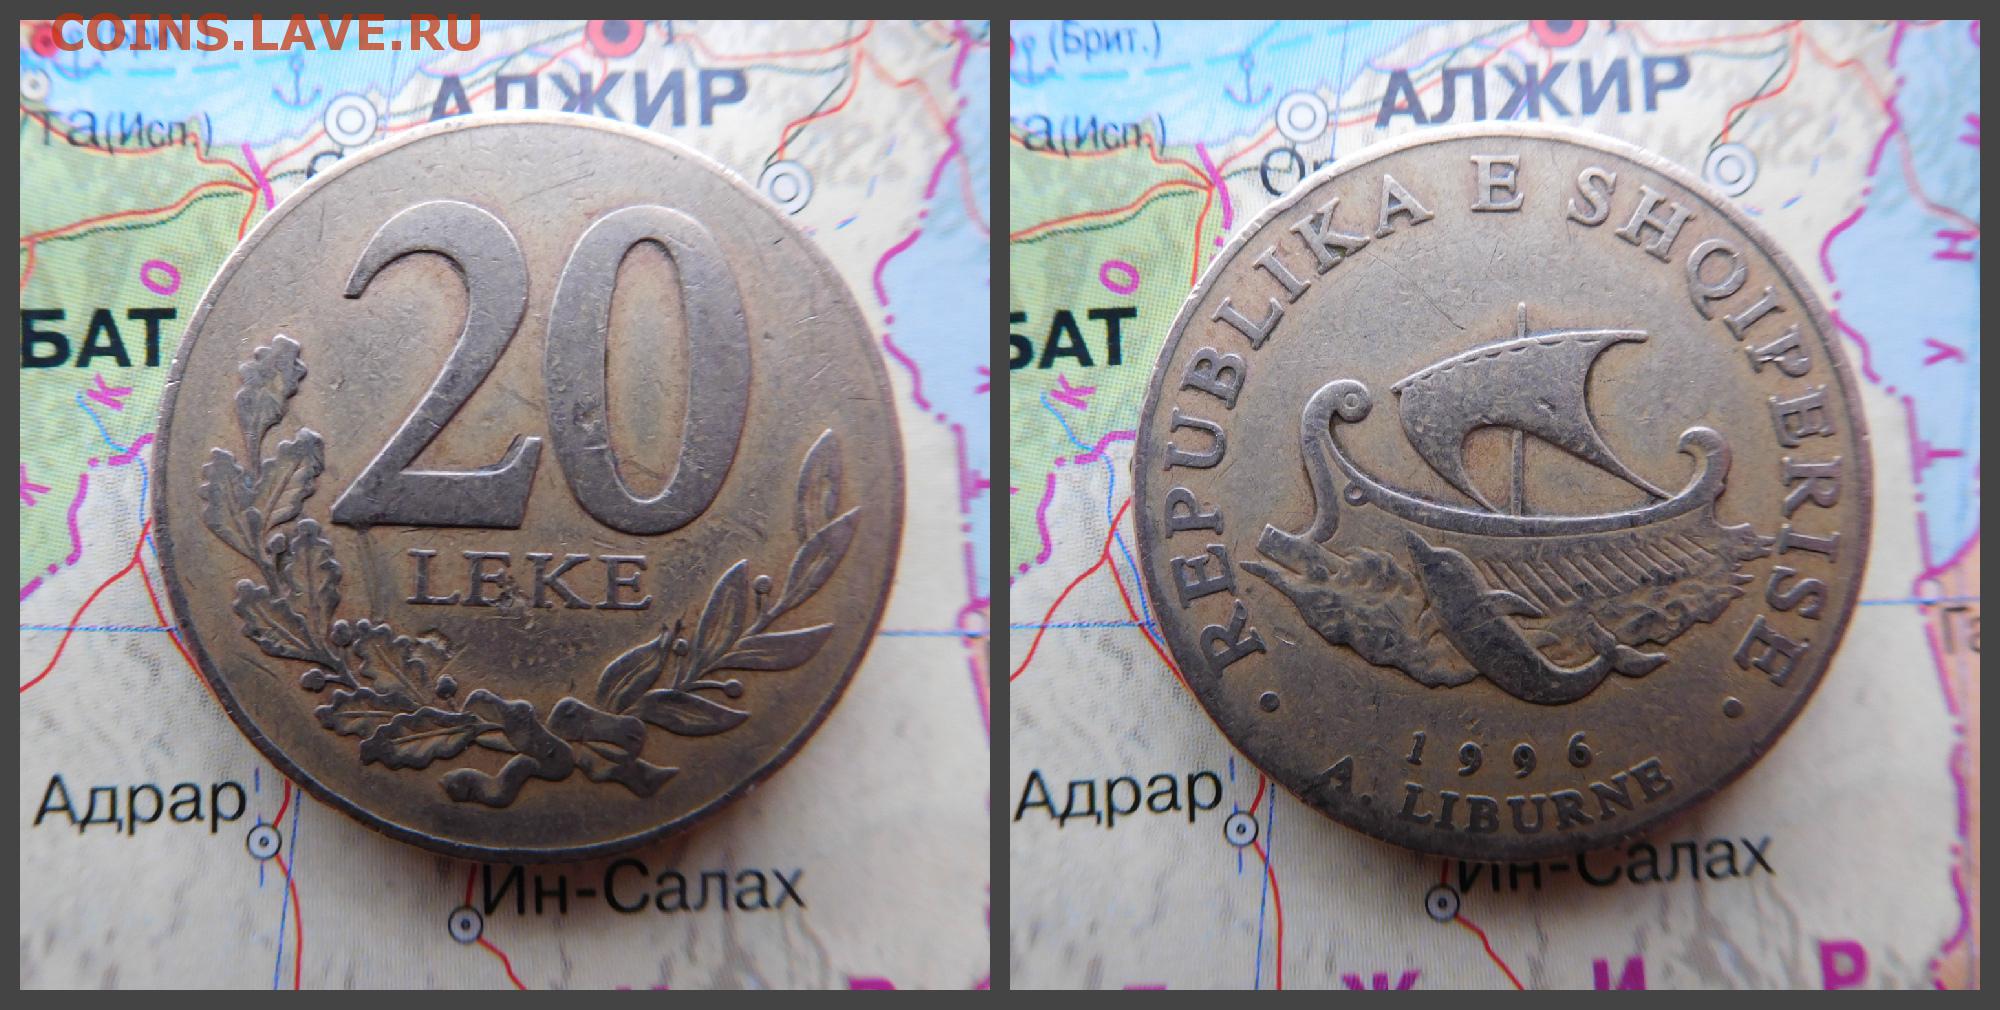 COINS.LAVE.RU
АЛЖИР
та(Исп.)
О
БАТ
К
20
LEKE
Адрар
Ин-Салах
(Брит.)
АЛЖИР
та(Исп.)
Ор
О
БАТ
К
Н
У
Т
REPUBLIKA E SHQIPERISE
1996
A. LIBURNE
Адрар
Ин-Салах
Ж И Р